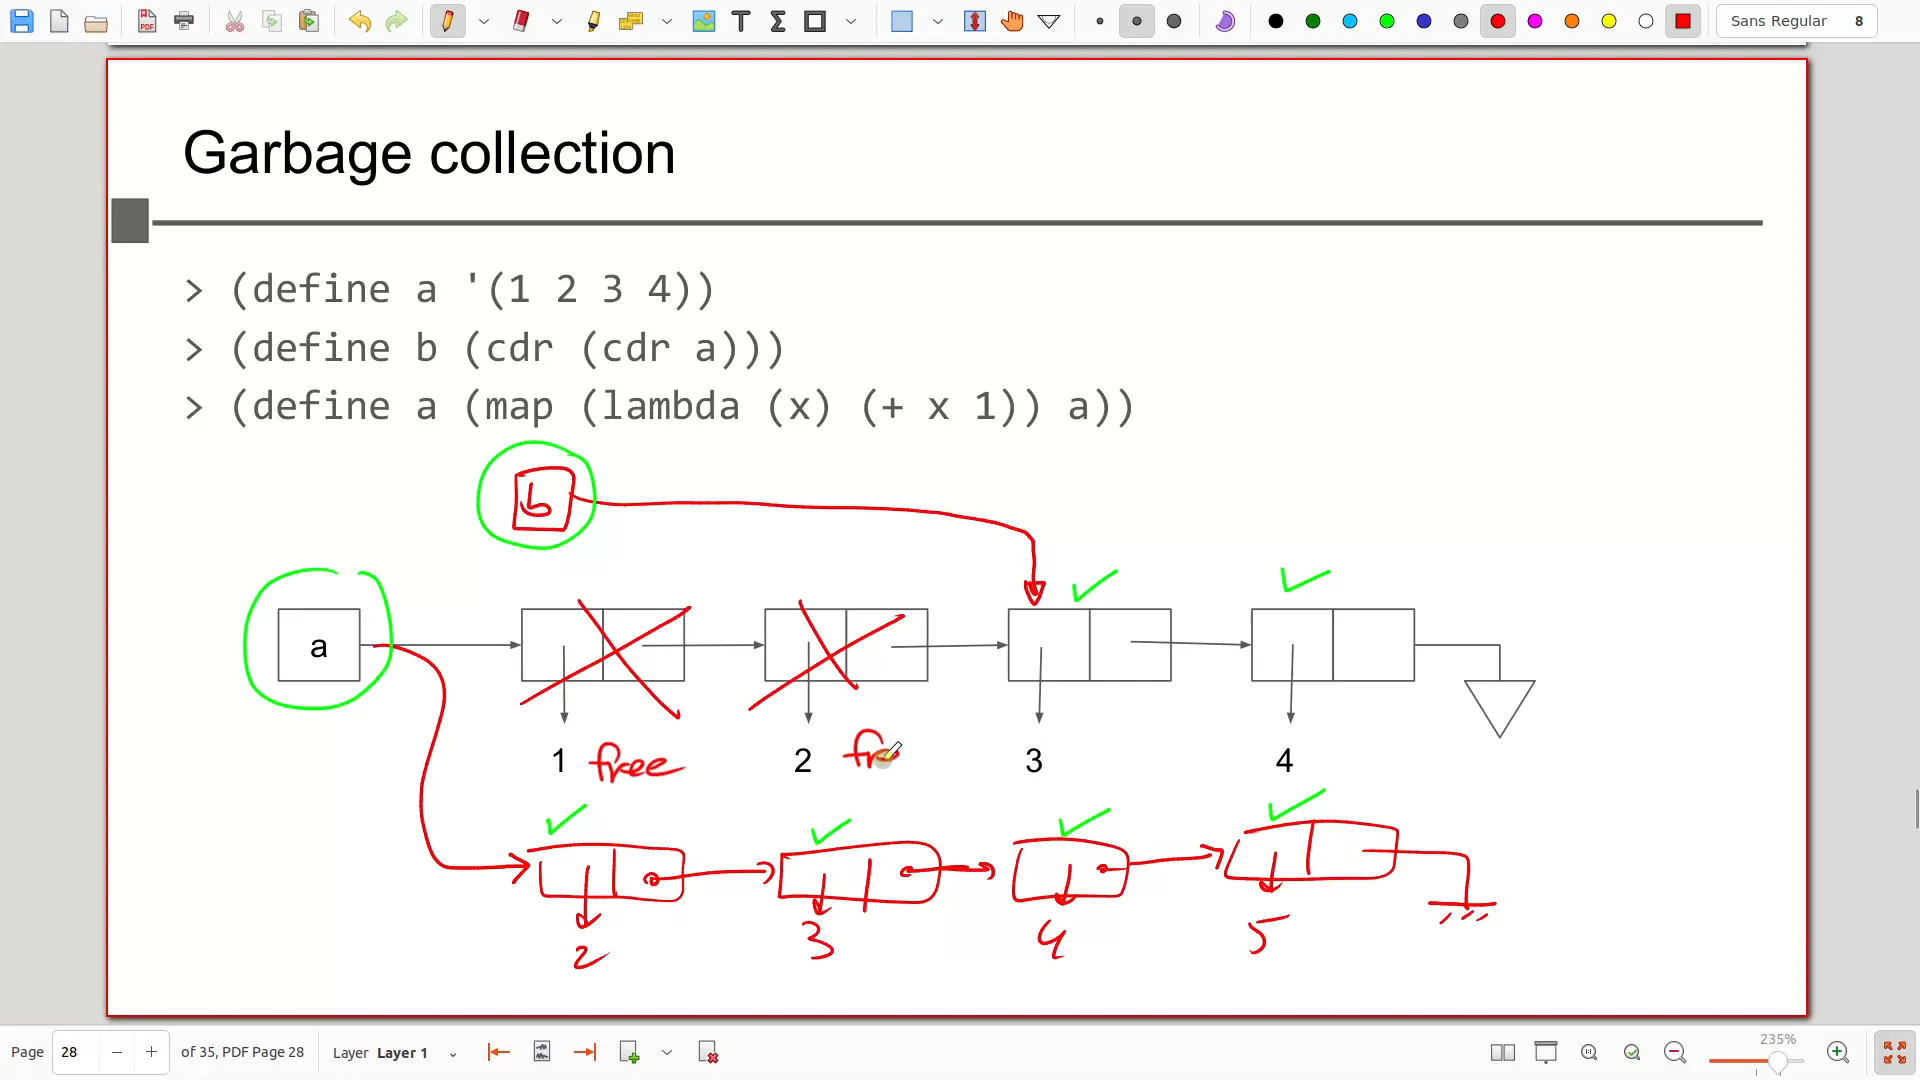 Sans Regular 8
Garbage collection
> (define a '(1 2 3 4))
> (define b (cdr (cdr a)))
> (define a (map (lambda (x) (+ x 1)) a))
b
a
1 free 2 fre 3 4
2 3 4 5
Page 28 of 35, PDF Page 28 Layer Layer 1 235%